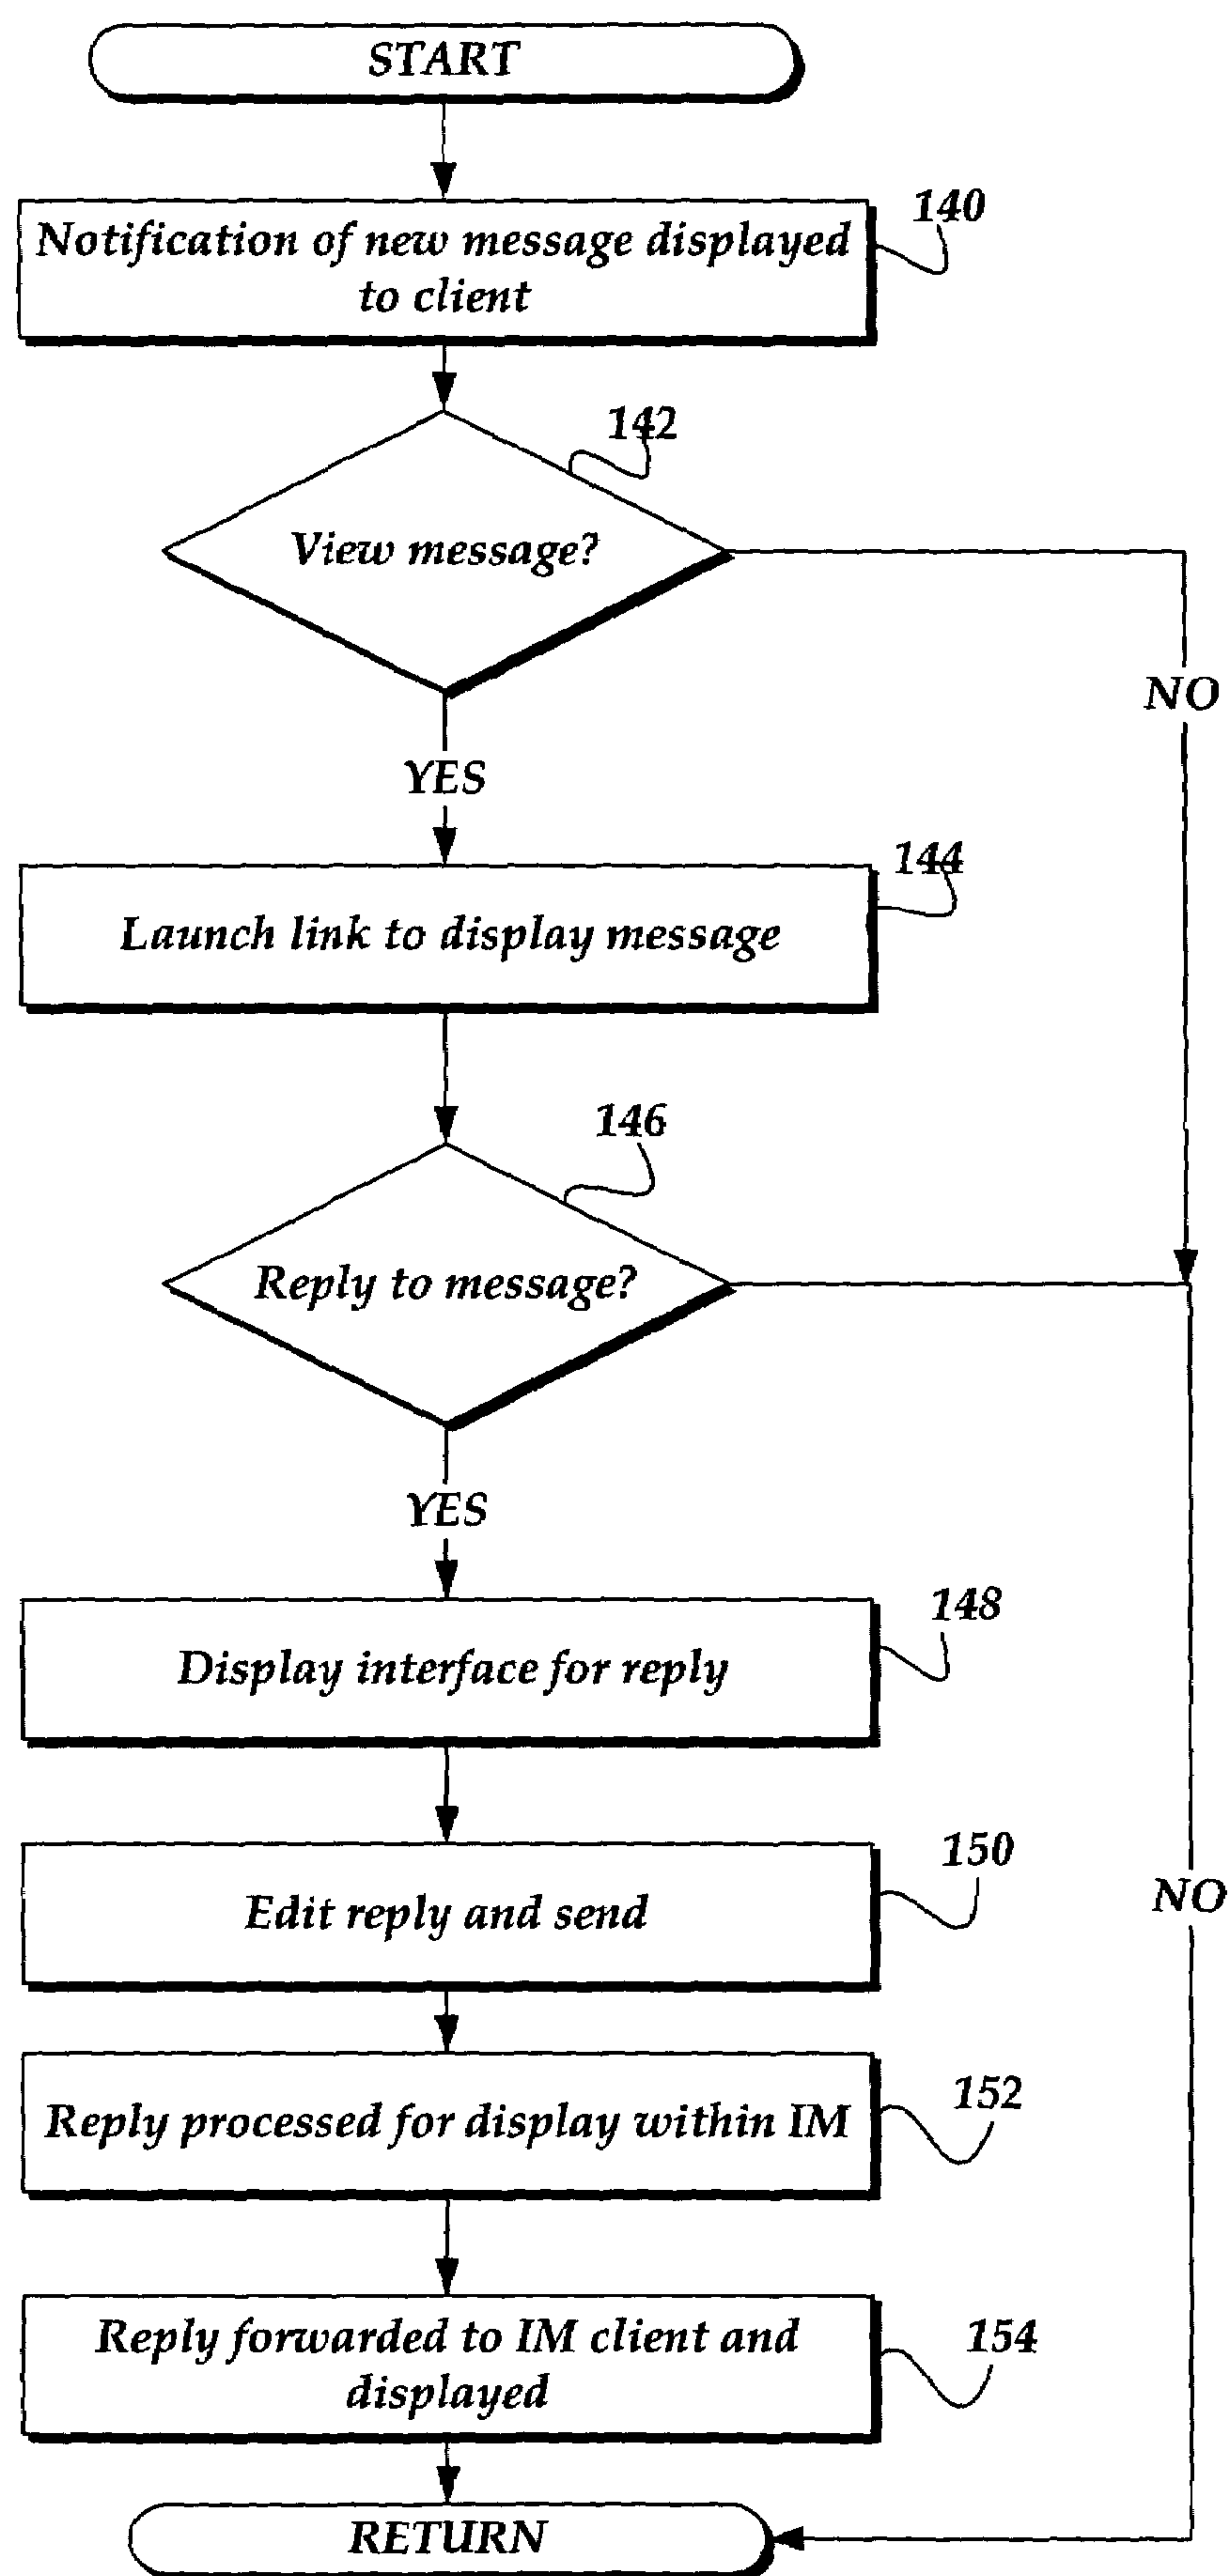 START
140
Notification of new message displayed
to client
142
View message?
NO
YES
144
Launch link to display message
146
Reply to message?
YES
148
Display interface for reply
150
Edit reply and send
NO
152
Reply processed for display within IM
154
Reply forwarded to IM client and
displayed
RETURN